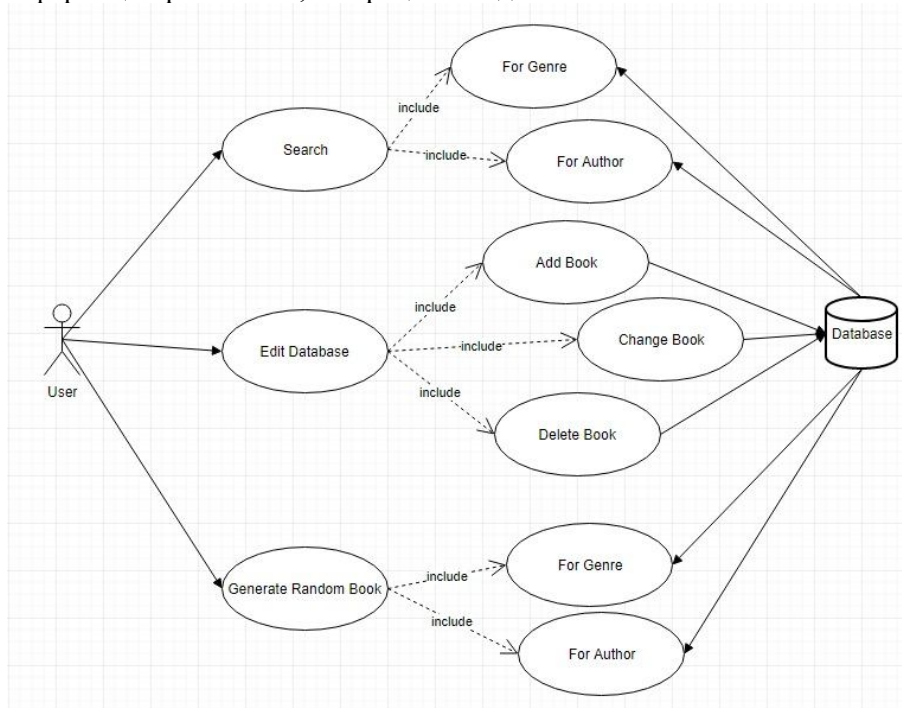 For Genre
include
Search
include
For Author
Add Book
include
Database
Change Book
include
Edit Database
User
include
Delete Book
For Genre
include
Generate Random Book
include
For Author